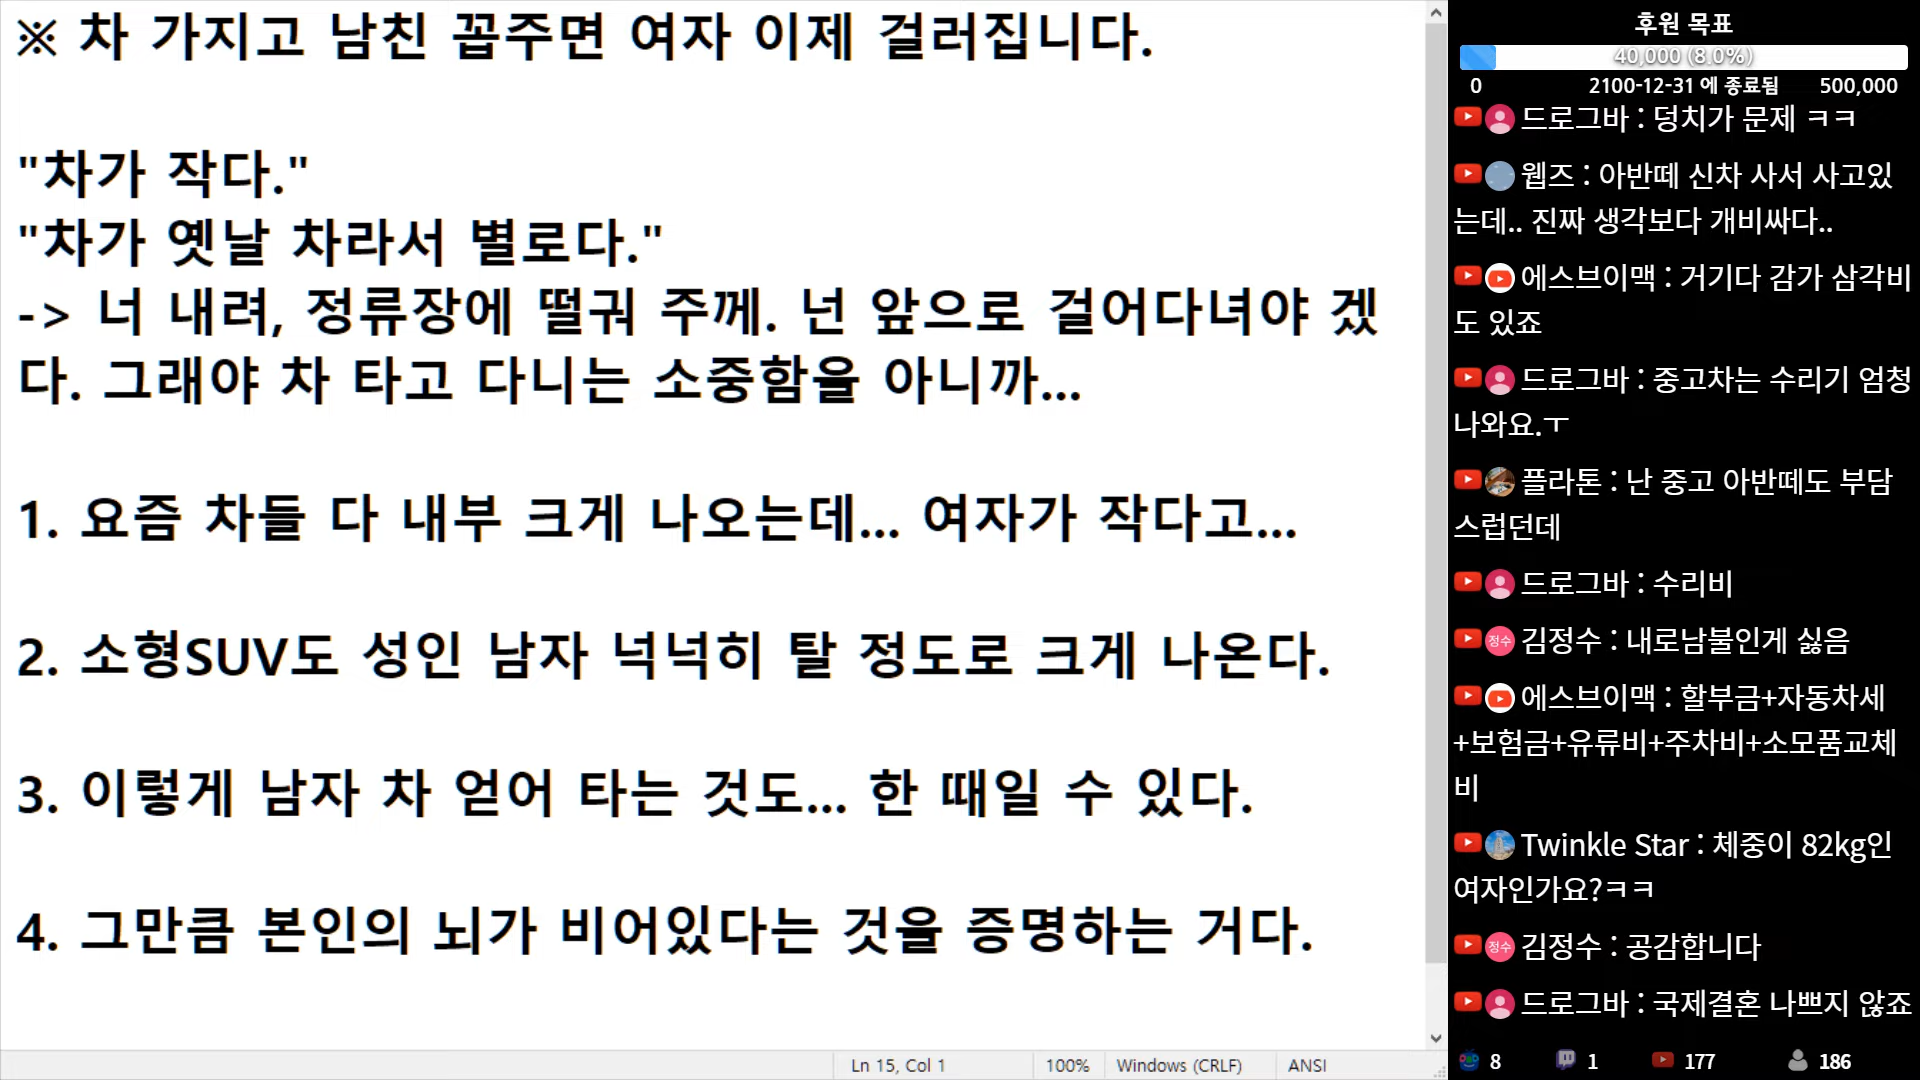 ※ 차 가지고 남친 꼽주면 여자 이제 걸러집니다.
"차가 작다."
"차가 옛날 차라서 별로다."
-> 너 내려, 정류장에 떨궈 주께. 넌 앞으로 걸어다녀야 겠
다. 그래야 차 타고 다니는 소중함을 아니까...
1. 요즘 차들 다 내부 크게 나오는데... 여자가 작다고...
2. 소형SUV도 성인 남자 넉넉히 탈 정도로 크게 나온다.
3. 이렇게 남자 차 얻어 타는 것도... 한 때일 수 있다.
4. 그만큼 본인의 뇌가 비어있다는 것을 증명하는 거다.
Ln 15, Col 1 100% Windows (CRLF) ANSI
후원 목표
40,000 (8.0%)
0 2100-12-31 에 종료됨 500,000
드로그바 : 덩치가 문제 ㅋㅋ
웹즈 : 아반떼 신차 사서 사고있
는데.. 진짜 생각보다 개비싸다..
에스브이맥 : 거기다 감가 삼각비
도 있죠
드로그바 : 중고차는 수리기 엄청
나와요.ㅜ
플라톤 : 난 중고 아반떼도 부담
스럽던데
드로그바 : 수리비
정수 김정수 : 내로남불인게 싫음
에스브이맥 : 할부금+자동차세
+보험금+유류비+주차비+소모품교체
비
Twinkle Star : 체중이 82kg인
여자인가요?ㅋㅋ
정수 김정수 : 공감합니다
드로그바 : 국제결혼 나쁘지 않죠
8 1 177 186